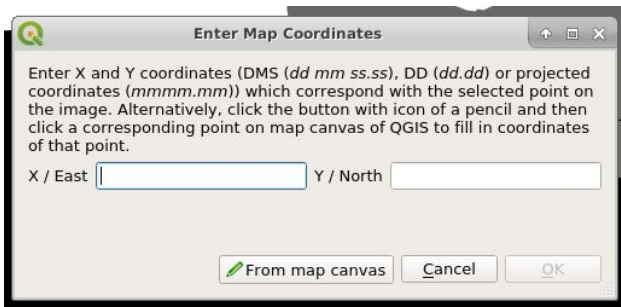 Enter Map Coordinates
Enter X and Y coordinates (DMS (dd mm ss.ss), DD (dd.dd) or projected
coordinates (mmmm.mm)) which correspond with the selected point on
the image. Alternatively, click the button with icon of a pencil and then
click a corresponding point on map canvas of QGIS to fill in coordinates
of that point.
X / East Y / North
From map canvas Cancel OK